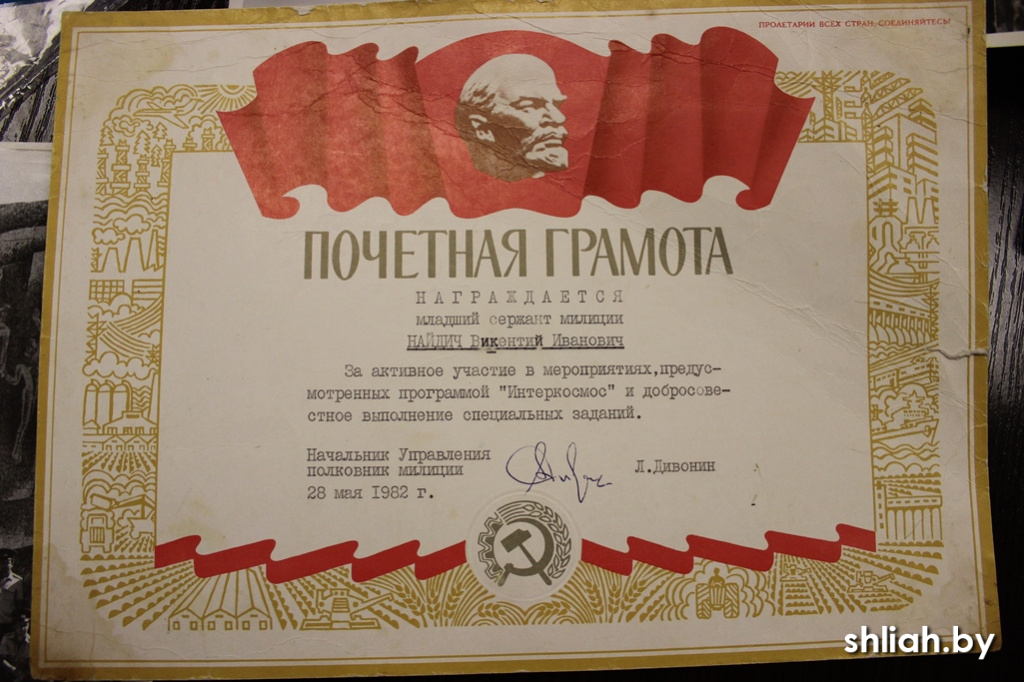 ПРОЛЕТАРИИ ВСЕХ СТРАН, СОЕДИНЯЙТЕСЬ!
ПОЧЕТНАЯ ГРАМОТА
НАГРАЖДАЕТСЯ
младший сержант милиции
НАЙДИЧ Викентий Иванович
За активное участие в мероприятиях,предус-
мотренных программой "Интеркосмос" и добросове-
стное выполнение специальных заданий.
Начальник Управления
полковник милиции
Л.Дивонин
28 мая 1982 г.
shliah.by